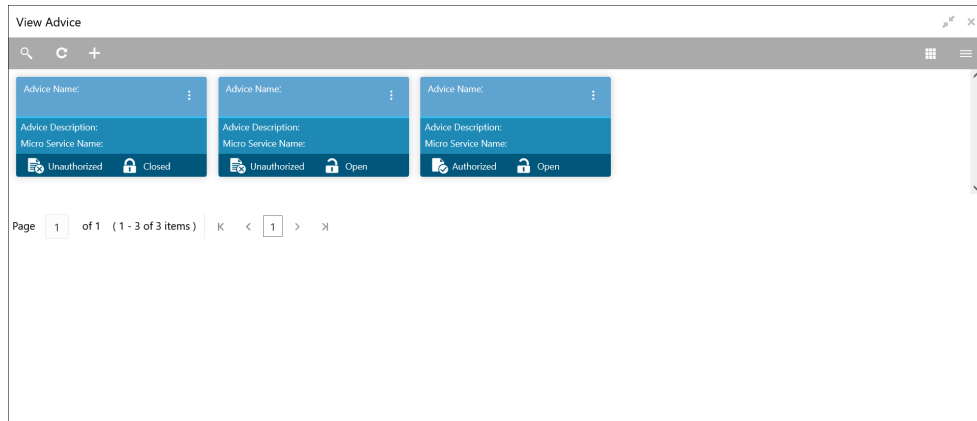 View Advice
Advice Name:
Advice Description:
Micro Service Name:
Unauthorized Closed
Advice Name:
Advice Description:
Micro Service Name:
Unauthorized Open
Advice Name:
Advice Description:
Micro Service Name:
Authorized Open
Page 1 of 1 ( 1 - 3 of 3 items ) 1